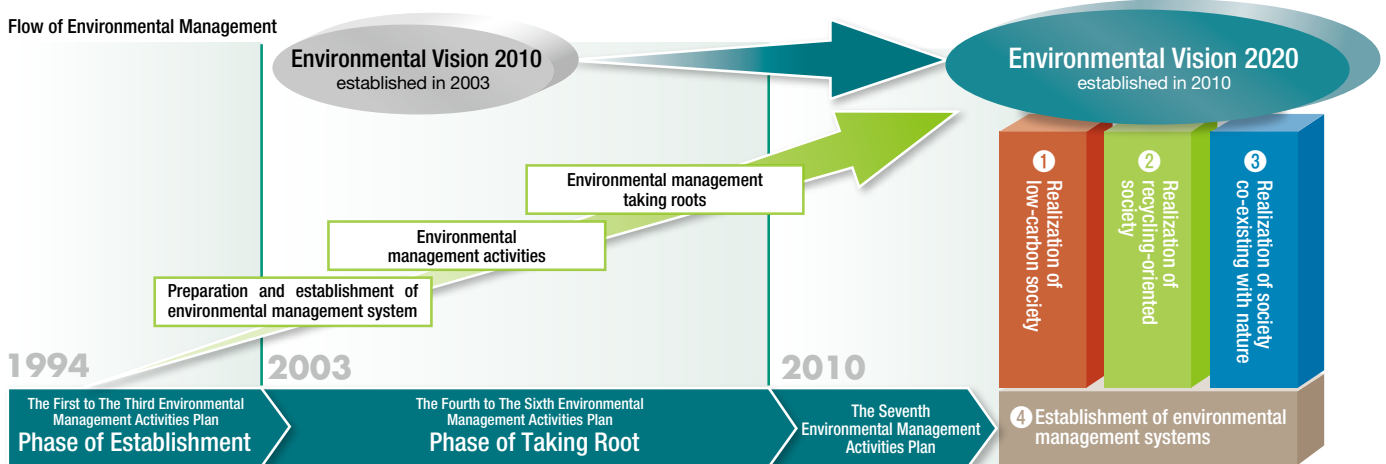 Flow of Environmental Management
Environmental Vision 2010
established in 2003
Environmental Vision 2020
established in 2010
Environmental management
taking roots
Environmental
management activities
Preparation and establishment of
environmental management system
1 Realization of
low-carbon society
2 Realization of
recycling-oriented
society
3 Realization of society
co-existing with nature
1994
2003
2010
The First to The Third Environmental
Management Activities Plan
Phase of Establishment
The Fourth to The Sixth Environmental
Management Activities Plan
Phase of Taking Root
The Seventh
Environmental Management
Activities Plan
4 Establishment of environmental
management systems